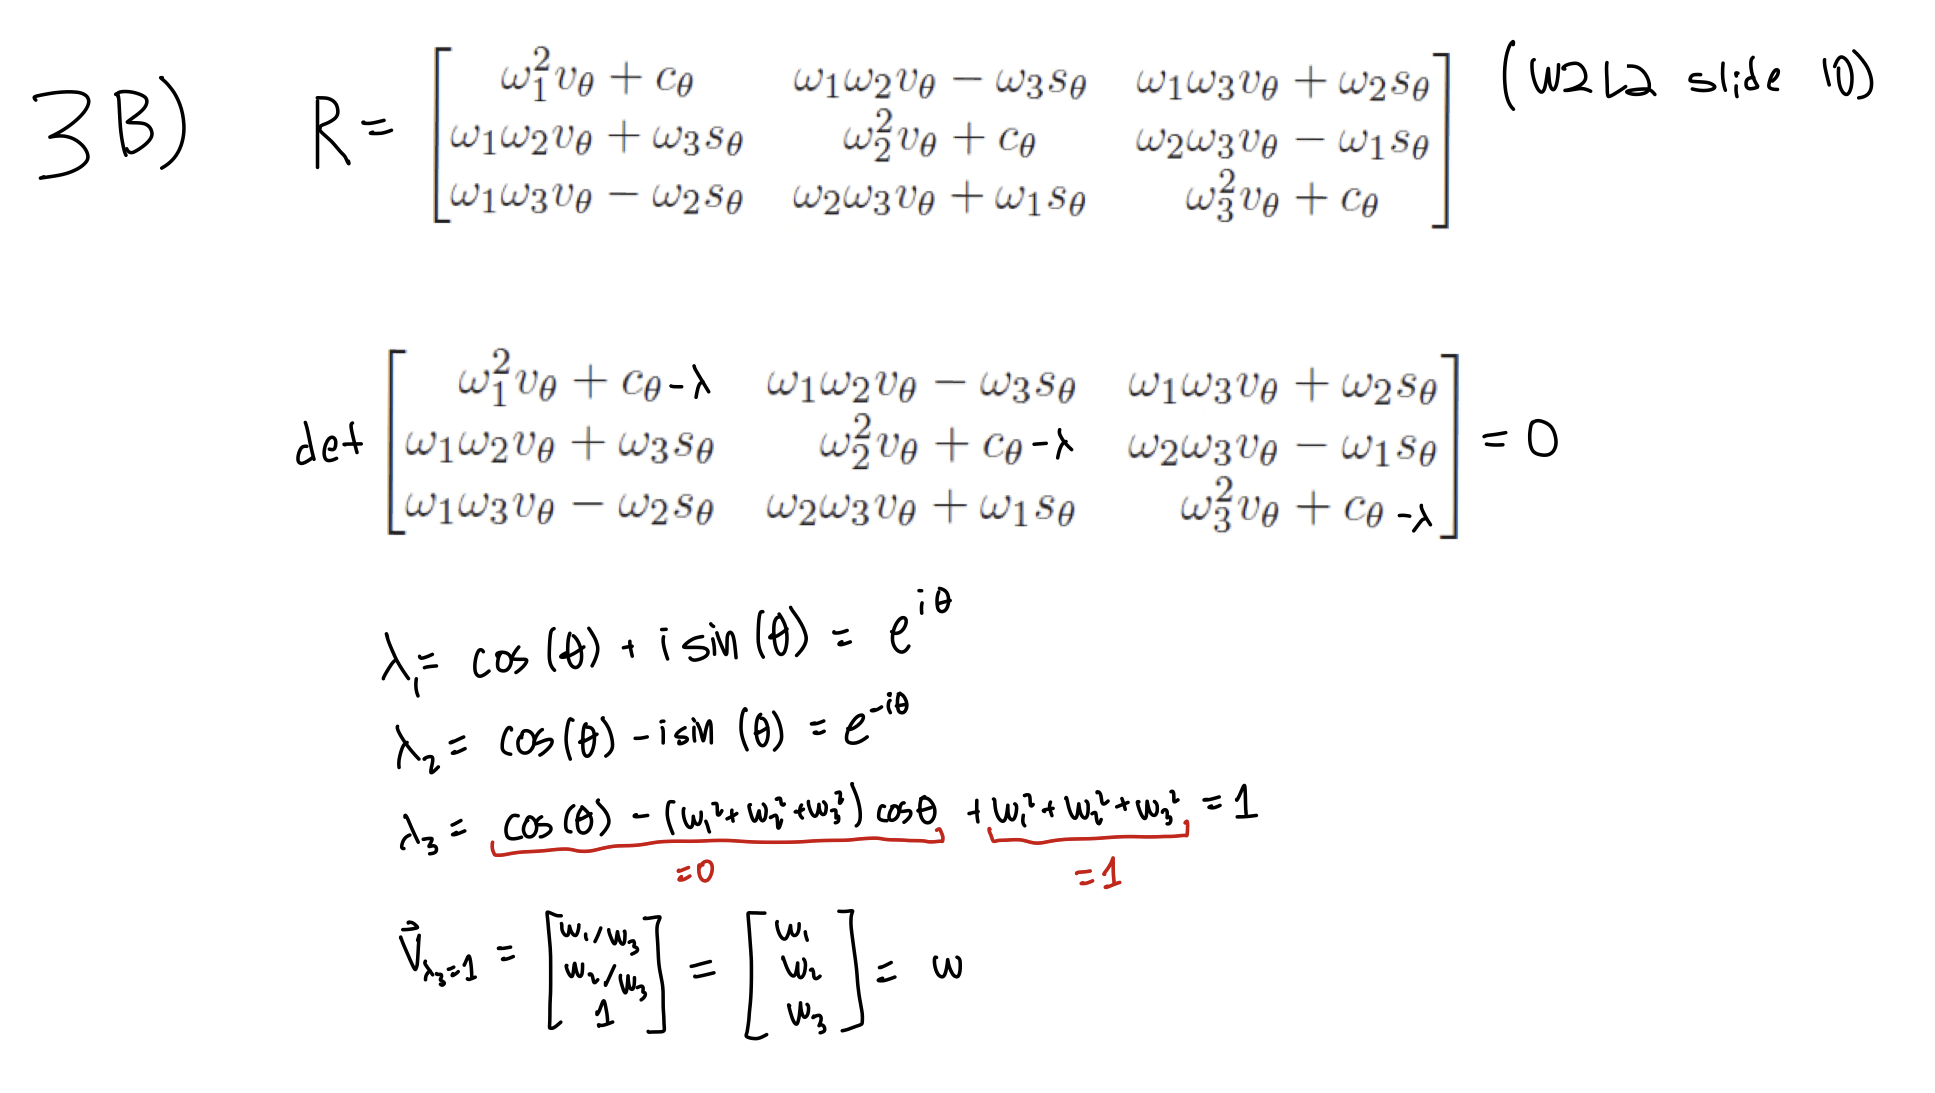 3B) R = [ ω₁²v_θ + c_θ   ω₁ω₂v_θ − ω₃s_θ   ω₁ω₃v_θ + ω₂s_θ ] (W2L2 slide 10)
ω₁ω₂v_θ + ω₃s_θ   ω₂²v_θ + c_θ   ω₂ω₃v_θ − ω₁s_θ
ω₁ω₃v_θ − ω₂s_θ   ω₂ω₃v_θ + ω₁s_θ   ω₃²v_θ + c_θ
det [ ω₁²v_θ + c_θ − λ   ω₁ω₂v_θ − ω₃s_θ   ω₁ω₃v_θ + ω₂s_θ ] = 0
ω₁ω₂v_θ + ω₃s_θ   ω₂²v_θ + c_θ − λ   ω₂ω₃v_θ − ω₁s_θ
ω₁ω₃v_θ − ω₂s_θ   ω₂ω₃v_θ + ω₁s_θ   ω₃²v_θ + c_θ − λ
λ₁ = cos(θ) + i sin(θ) = e^{iθ}
λ₂ = cos(θ) − i sin(θ) = e^{−iθ}
λ₃ = cos(θ) − (w₁² + w₂² + w₃²) cosθ + w₁² + w₂² + w₃² = 1
=0   =1
v⃗_{λ₃=1} = [ w₁/w₃   w₂/w₃   1 ] = [ w₁   w₂   w₃ ] = w